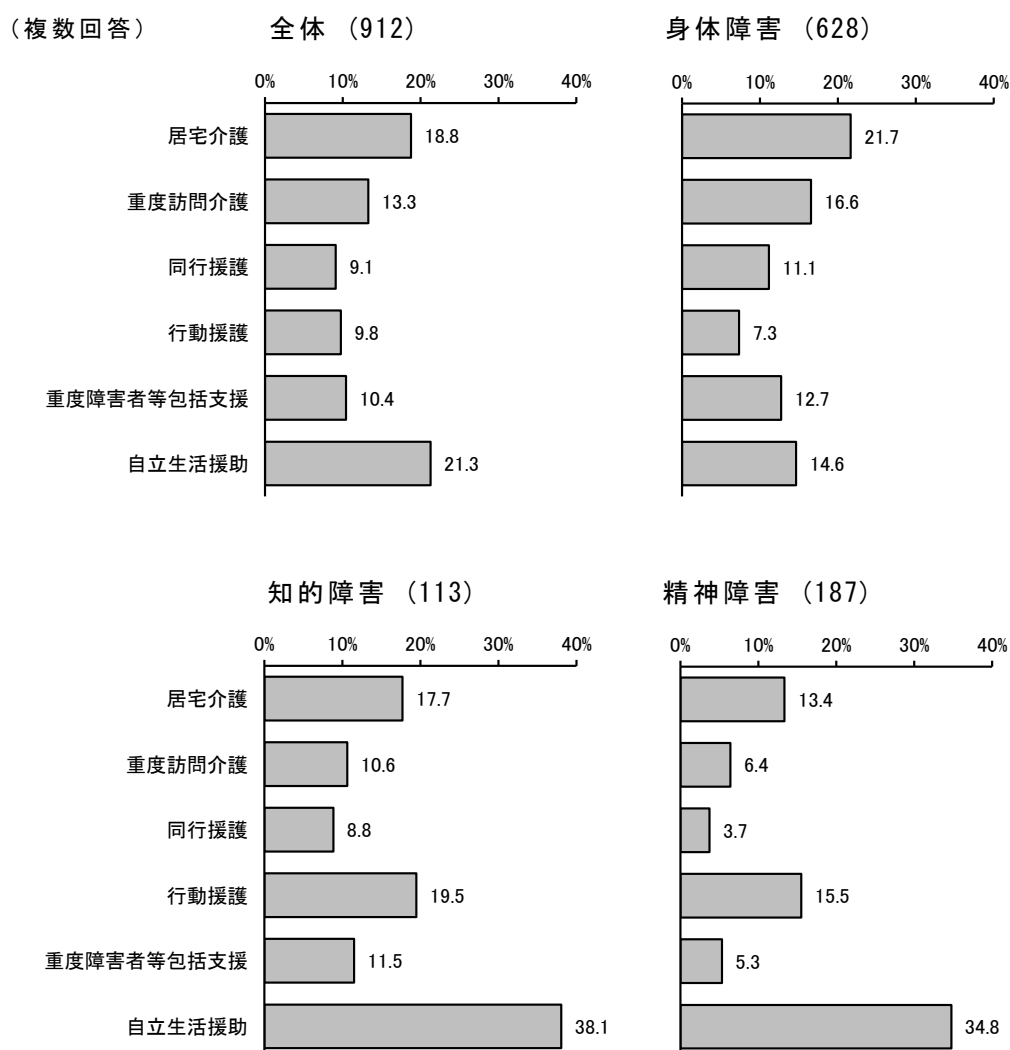 （複数回答）
全体（912）
0% 10% 20% 30% 40%
居宅介護 18.8
重度訪問介護 13.3
同行援護 9.1
行動援護 9.8
重度障害者等包括支援 10.4
自立生活援助 21.3
身体障害（628）
0% 10% 20% 30% 40%
21.7
16.6
11.1
7.3
12.7
14.6
知的障害（113）
0% 10% 20% 30% 40%
居宅介護 17.7
重度訪問介護 10.6
同行援護 8.8
行動援護 19.5
重度障害者等包括支援 11.5
自立生活援助 38.1
精神障害（187）
0% 10% 20% 30% 40%
13.4
6.4
3.7
15.5
5.3
34.8